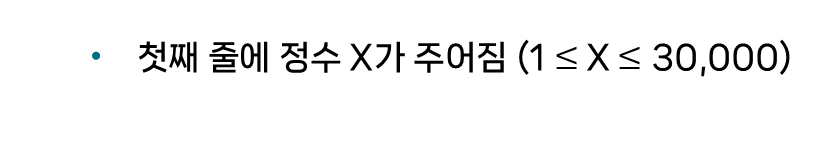 • 첫째 줄에 정수 X가 주어짐 (1 ≤ X ≤ 30,000)